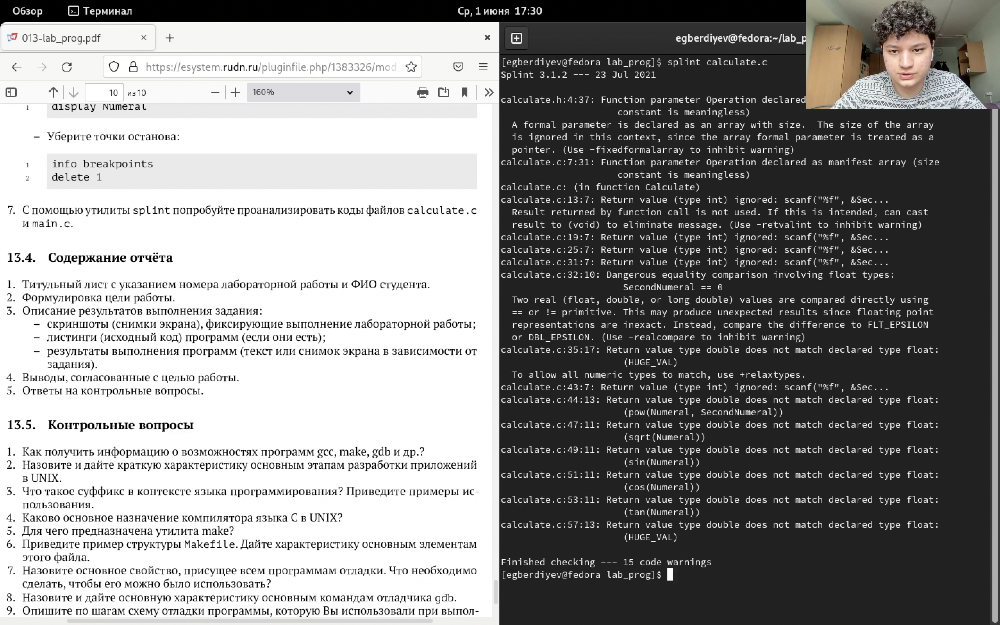 Обзор
Терминал
Ср, 1 июня 17:30
013-lab_prog.pdf
https://esystem.rudn.ru/pluginfile.php/1383326/mod_
10 из 10
160%
1 display Numeral
– Уберите точки останова:
1 info breakpoints
2 delete 1
7. С помощью утилиты splint попробуйте проанализировать коды файлов calculate.c
и main.c.
13.4. Содержание отчёта
1. Титульный лист с указанием номера лабораторной работы и ФИО студента.
2. Формулировка цели работы.
3. Описание результатов выполнения задания:
– скриншоты (снимки экрана), фиксирующие выполнение лабораторной работы;
– листинги (исходный код) программ (если они есть);
– результаты выполнения программ (текст или снимок экрана в зависимости от
задания).
4. Выводы, согласованные с целью работы.
5. Ответы на контрольные вопросы.
13.5. Контрольные вопросы
1. Как получить информацию о возможностях программ gcc, make, gdb и др.?
2. Назовите и дайте краткую характеристику основным этапам разработки приложений
в UNIX.
3. Что такое суффикс в контексте языка программирования? Приведите примеры ис-
пользования.
4. Каково основное назначение компилятора языка С в UNIX?
5. Для чего предназначена утилита make?
6. Приведите пример структуры Makefile. Дайте характеристику основным элементам
этого файла.
7. Назовите основное свойство, присущее всем программам отладки. Что необходимо
сделать, чтобы его можно было использовать?
8. Назовите и дайте основную характеристику основным командам отладчика gdb.
9. Опишите по шагам схему отладки программы, которую Вы использовали при выпол-
egberdiyev@fedora:~/lab_p
[egberdiyev@fedora lab_prog]$ splint calculate.c
Splint 3.1.2 --- 23 Jul 2021
calculate.h:4:37: Function parameter Operation declared
constant is meaningless)
A formal parameter is declared as an array with size.  The size of the array
is ignored in this context, since the array formal parameter is treated as a
pointer. (Use -fixedformalarray to inhibit warning)
calculate.c:7:31: Function parameter Operation declared as manifest array (size
constant is meaningless)
calculate.c: (in function Calculate)
calculate.c:13:7: Return value (type int) ignored: scanf("%f", &Sec...
Result returned by function call is not used. If this is intended, can cast
result to (void) to eliminate message. (Use -retvalint to inhibit warning)
calculate.c:19:7: Return value (type int) ignored: scanf("%f", &Sec...
calculate.c:25:7: Return value (type int) ignored: scanf("%f", &Sec...
calculate.c:31:7: Return value (type int) ignored: scanf("%f", &Sec...
calculate.c:32:10: Dangerous equality comparison involving float types:
SecondNumeral == 0
Two real (float, double, or long double) values are compared directly using
== or != primitive. This may produce unexpected results since floating point
representations are inexact. Instead, compare the difference to FLT_EPSILON
or DBL_EPSILON. (Use -realcompare to inhibit warning)
calculate.c:35:17: Return value type double does not match declared type float:
(HUGE_VAL)
To allow all numeric types to match, use +relaxtypes.
calculate.c:43:7: Return value (type int) ignored: scanf("%f", &Sec...
calculate.c:44:13: Return value type double does not match declared type float:
(pow(Numeral, SecondNumeral))
calculate.c:47:11: Return value type double does not match declared type float:
(sqrt(Numeral))
calculate.c:49:11: Return value type double does not match declared type float:
(sin(Numeral))
calculate.c:51:11: Return value type double does not match declared type float:
(cos(Numeral))
calculate.c:53:11: Return value type double does not match declared type float:
(tan(Numeral))
calculate.c:57:13: Return value type double does not match declared type float:
(HUGE_VAL)
Finished checking --- 15 code warnings
[egberdiyev@fedora lab_prog]$